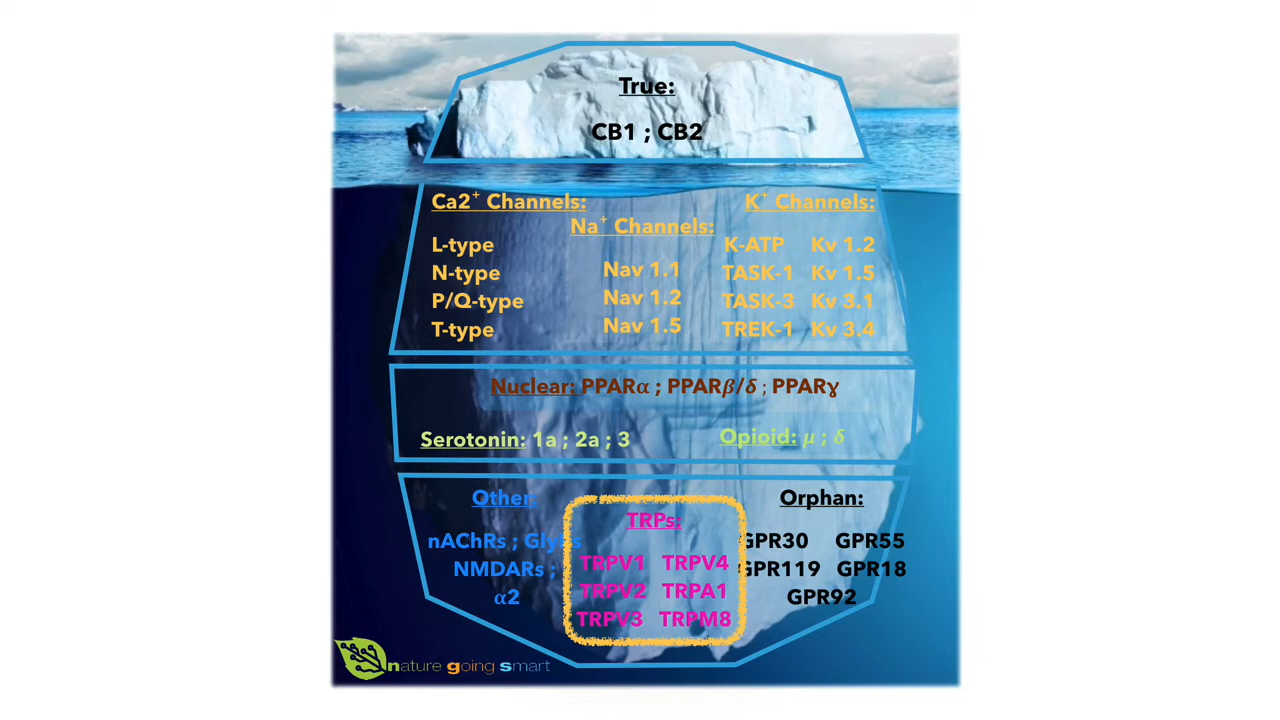 True:
CB1 ; CB2
Ca2⁺ Channels:
L-type
N-type
P/Q-type
T-type
Na⁺ Channels:
Nav 1.1
Nav 1.2
Nav 1.5
K⁺ Channels:
K-ATP Kv 1.2
TASK-1 Kv 1.5
TASK-3 Kv 3.1
TREK-1 Kv 3.4
Nuclear: PPARα ; PPARβ/δ ; PPARɣ
Serotonin: 1a ; 2a ; 3
Opioid: μ ; δ
Other:
nAChRs ;
NMDARs ;
α2
TRPs:
TRPV1 TRPV4
TRPV2 TRPA1
TRPV3 TRPM8
Orphan:
GPR30 GPR55
GPR119 GPR18
GPR92
nature going smart